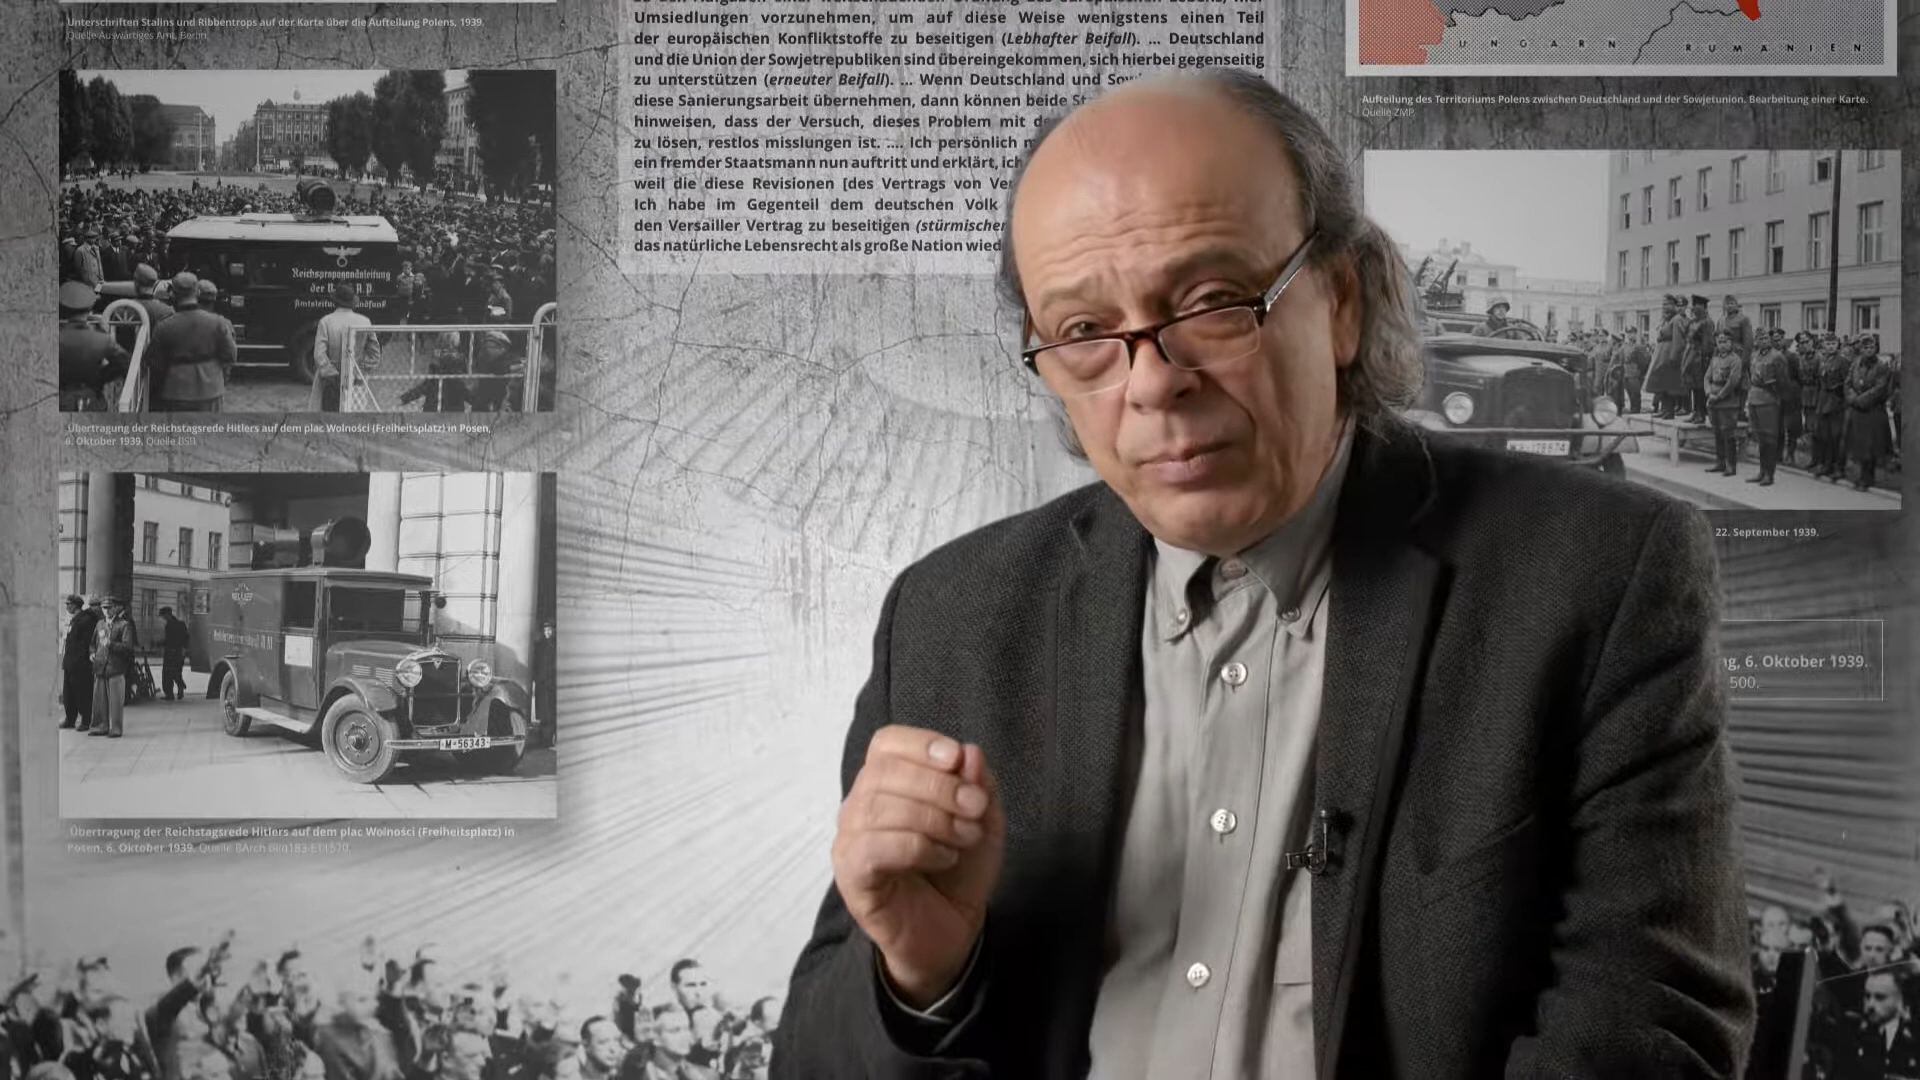 Unterschriften Stalins und Ribbentrops auf der Karte über die Aufteilung Polens, 1939.
Quelle Auswärtiges Amt, Berlin.
Umsiedlungen vorzunehmen, um auf diese Weise wenigstens einen Teil
der europäischen Konfliktstoffe zu beseitigen (Lebhafter Beifall). ... Deutschland
und die Union der Sowjetrepubliken sind übereingekommen, sich hierbei gegenseitig
zu unterstützen (erneuter Beifall). ... Wenn Deutschland und
diese Sanierungsarbeit übernehmen, dann können beide
hinweisen, dass der Versuch, dieses Problem mit
zu lösen, restlos misslungen ist. .... Ich persönlich
ein fremder Staatsmann nun auftritt und erklärt, ich
weil die diese Revisionen [des Vertrags von
Ich habe im Gegenteil dem deutschen Volk
den Versailler Vertrag zu beseitigen (stürmischer
das natürliche Lebensrecht als große Nation
UNGARN
RUMANIEN
Aufteilung des Territoriums Polens zwischen Deutschland und der Sowjetunion. Bearbeitung einer Karte.
Quelle ZMP
Reichspropagandaleitung
der
A.P.
Übertragung der Reichstagsrede Hitlers auf dem plac Wolności (Freiheitsplatz) in Posen,
6. Oktober 1939. Quelle BSB
22. September 1939.
M-56343
6. Oktober 1939.
500.
Übertragung der Reichstagsrede Hitlers auf dem plac Wolności (Freiheitsplatz) in
Posen, 6. Oktober 1939. Quelle BArch